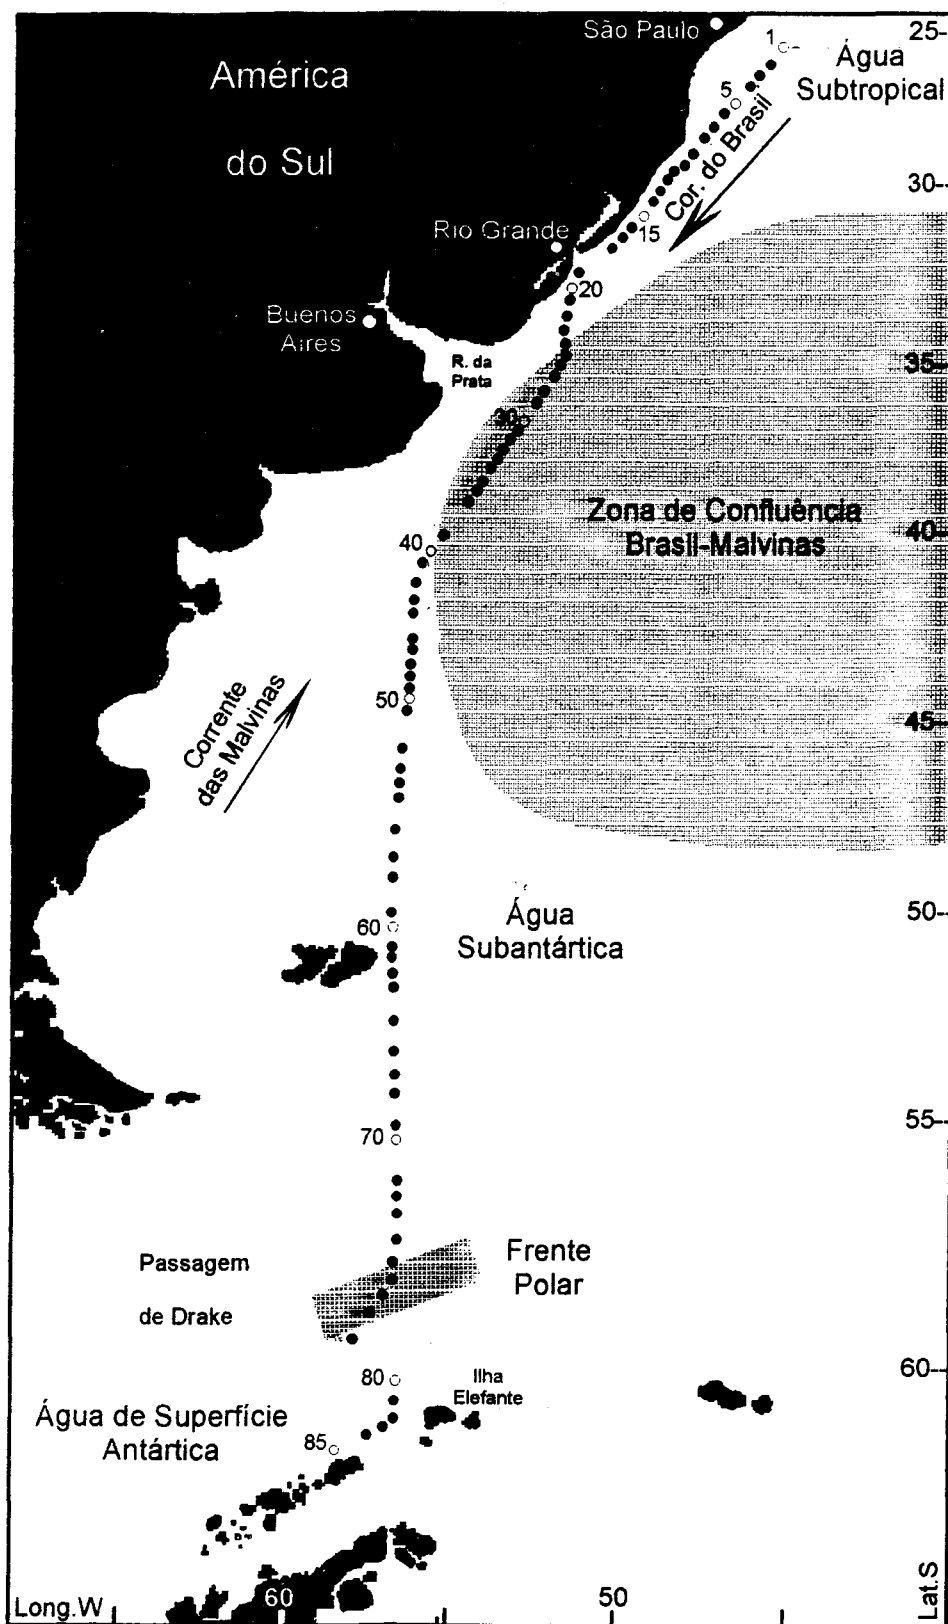 São Paulo
1
25
América
do Sul
Água
Subtropical
5
Cor. do Brasil
30
15
Rio Grande
20
Buenos
Aires
R. da
Prata
35
30
Zona de Confluência
Brasil-Malvinas
40
40
Corrente
das Malvinas
50
45
50
Água
Subantártica
60
55
70
Passagem
de Drake
Frente
Polar
60
80
Ilha
Elefante
Água de Superfície
Antártica
85
Long.W
60
50
Lat.S